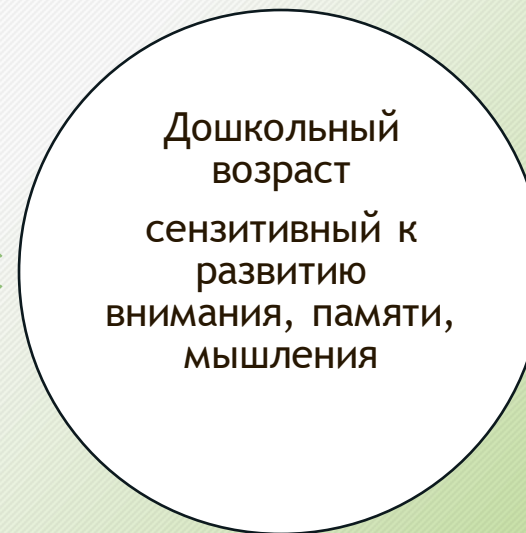 Дошкольный
возраст
сензитивный к
развитию
внимания, памяти,
мышления